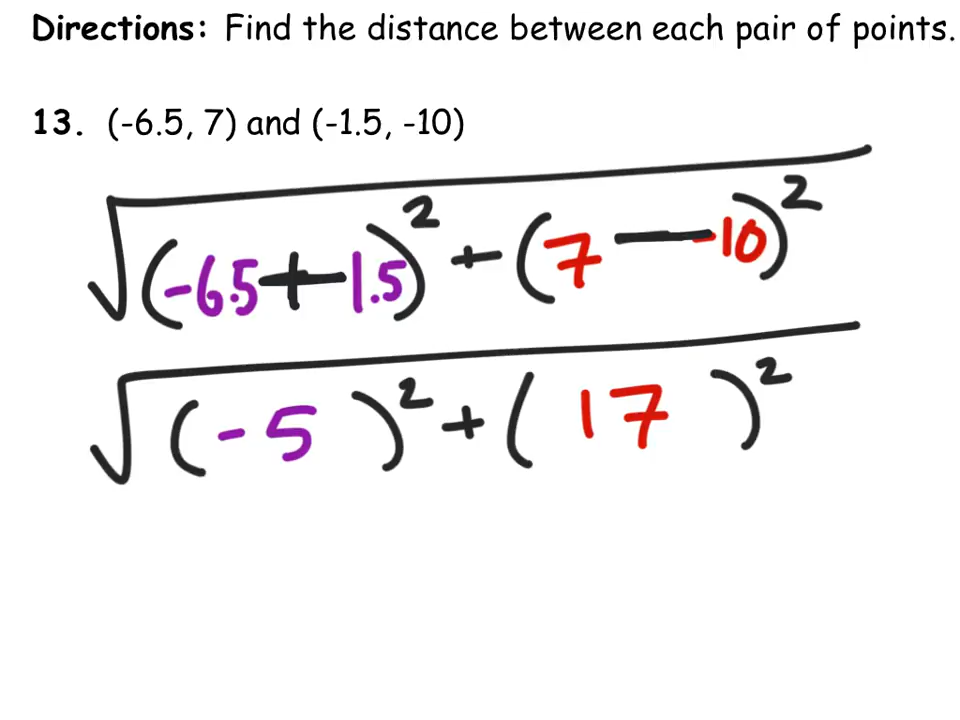 Directions: Find the distance between each pair of points.
13. (-6.5, 7) and (-1.5, -10)
√(-6.5+1.5)² + (7 - -10)²
√(-5)² + (17)²